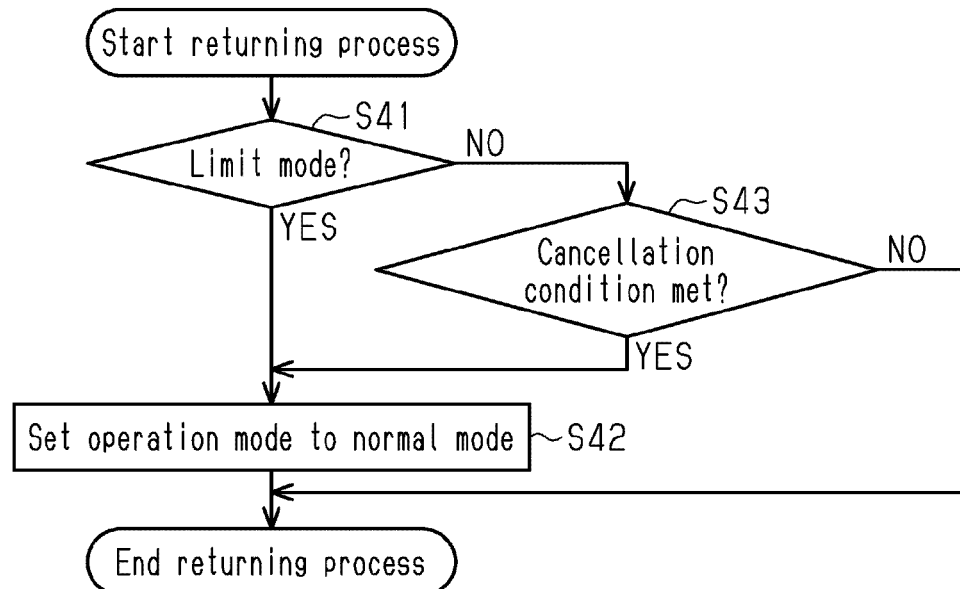 Start returning process
S41
Limit mode?
NO
YES
S43
Cancellation
condition met?
NO
YES
Set operation mode to normal mode
S42
End returning process